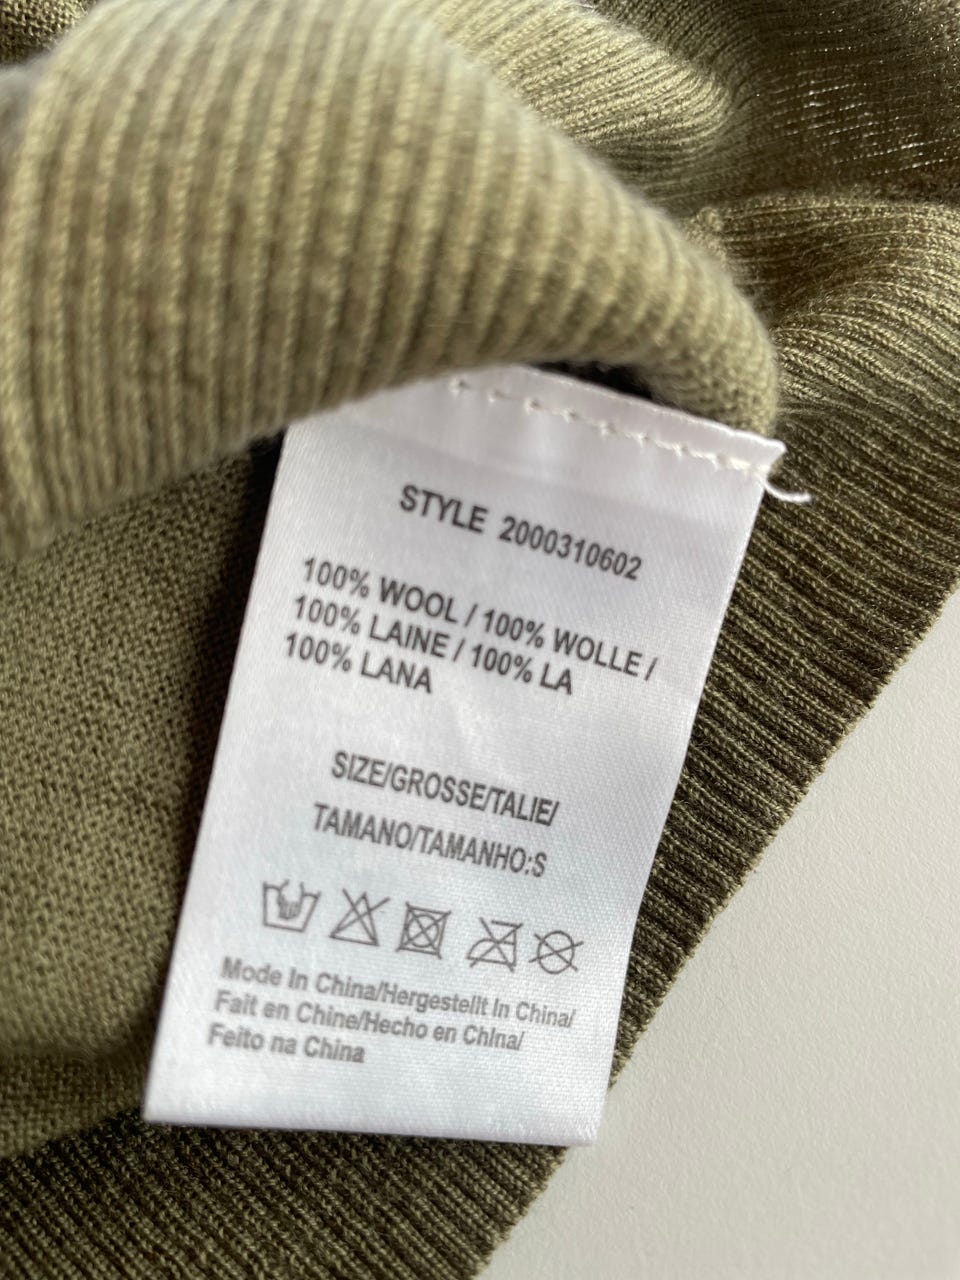 STYLE 2000310602
100% WOOL / 100% WOLLE /
100% LAINE / 100% LA
100% LANA
SIZE/GROSSE/TALIE/
TAMANO/TAMANHO:S
Mode In China/Hergestellt In China/
Fait en Chine/Hecho en China/
Feito na China